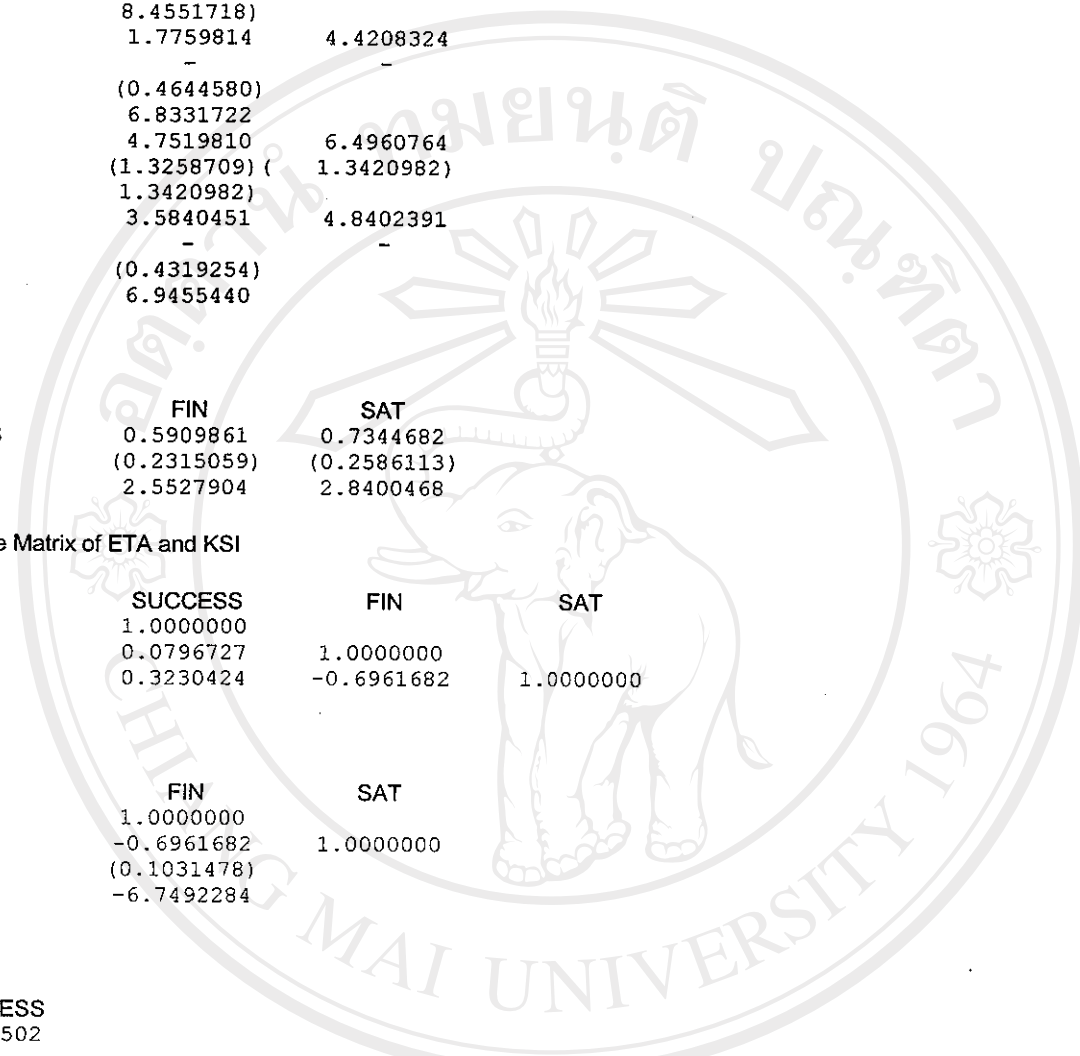 8.4551718)
1.7759814 4.4208324
- -
(0.4644580)
6.8331722
4.7519810 6.4960764
(1.3258709) ( 1.3420982)
1.3420982)
3.5840451 4.8402391
- -
(0.4319254)
6.9455440
FIN SAT
0.5909861 0.7344682
(0.2315059) (0.2586113)
2.5527904 2.8400468
e Matrix of ETA and KSI
SUCCESS FIN SAT
1.0000000
0.0796727 1.0000000
0.3230424 -0.6961682 1.0000000
FIN SAT
1.0000000
-0.6961682 1.0000000
(0.1031478)
-6.7492284
ESS
502
CHIANG MAI UNIVERSITY 1964